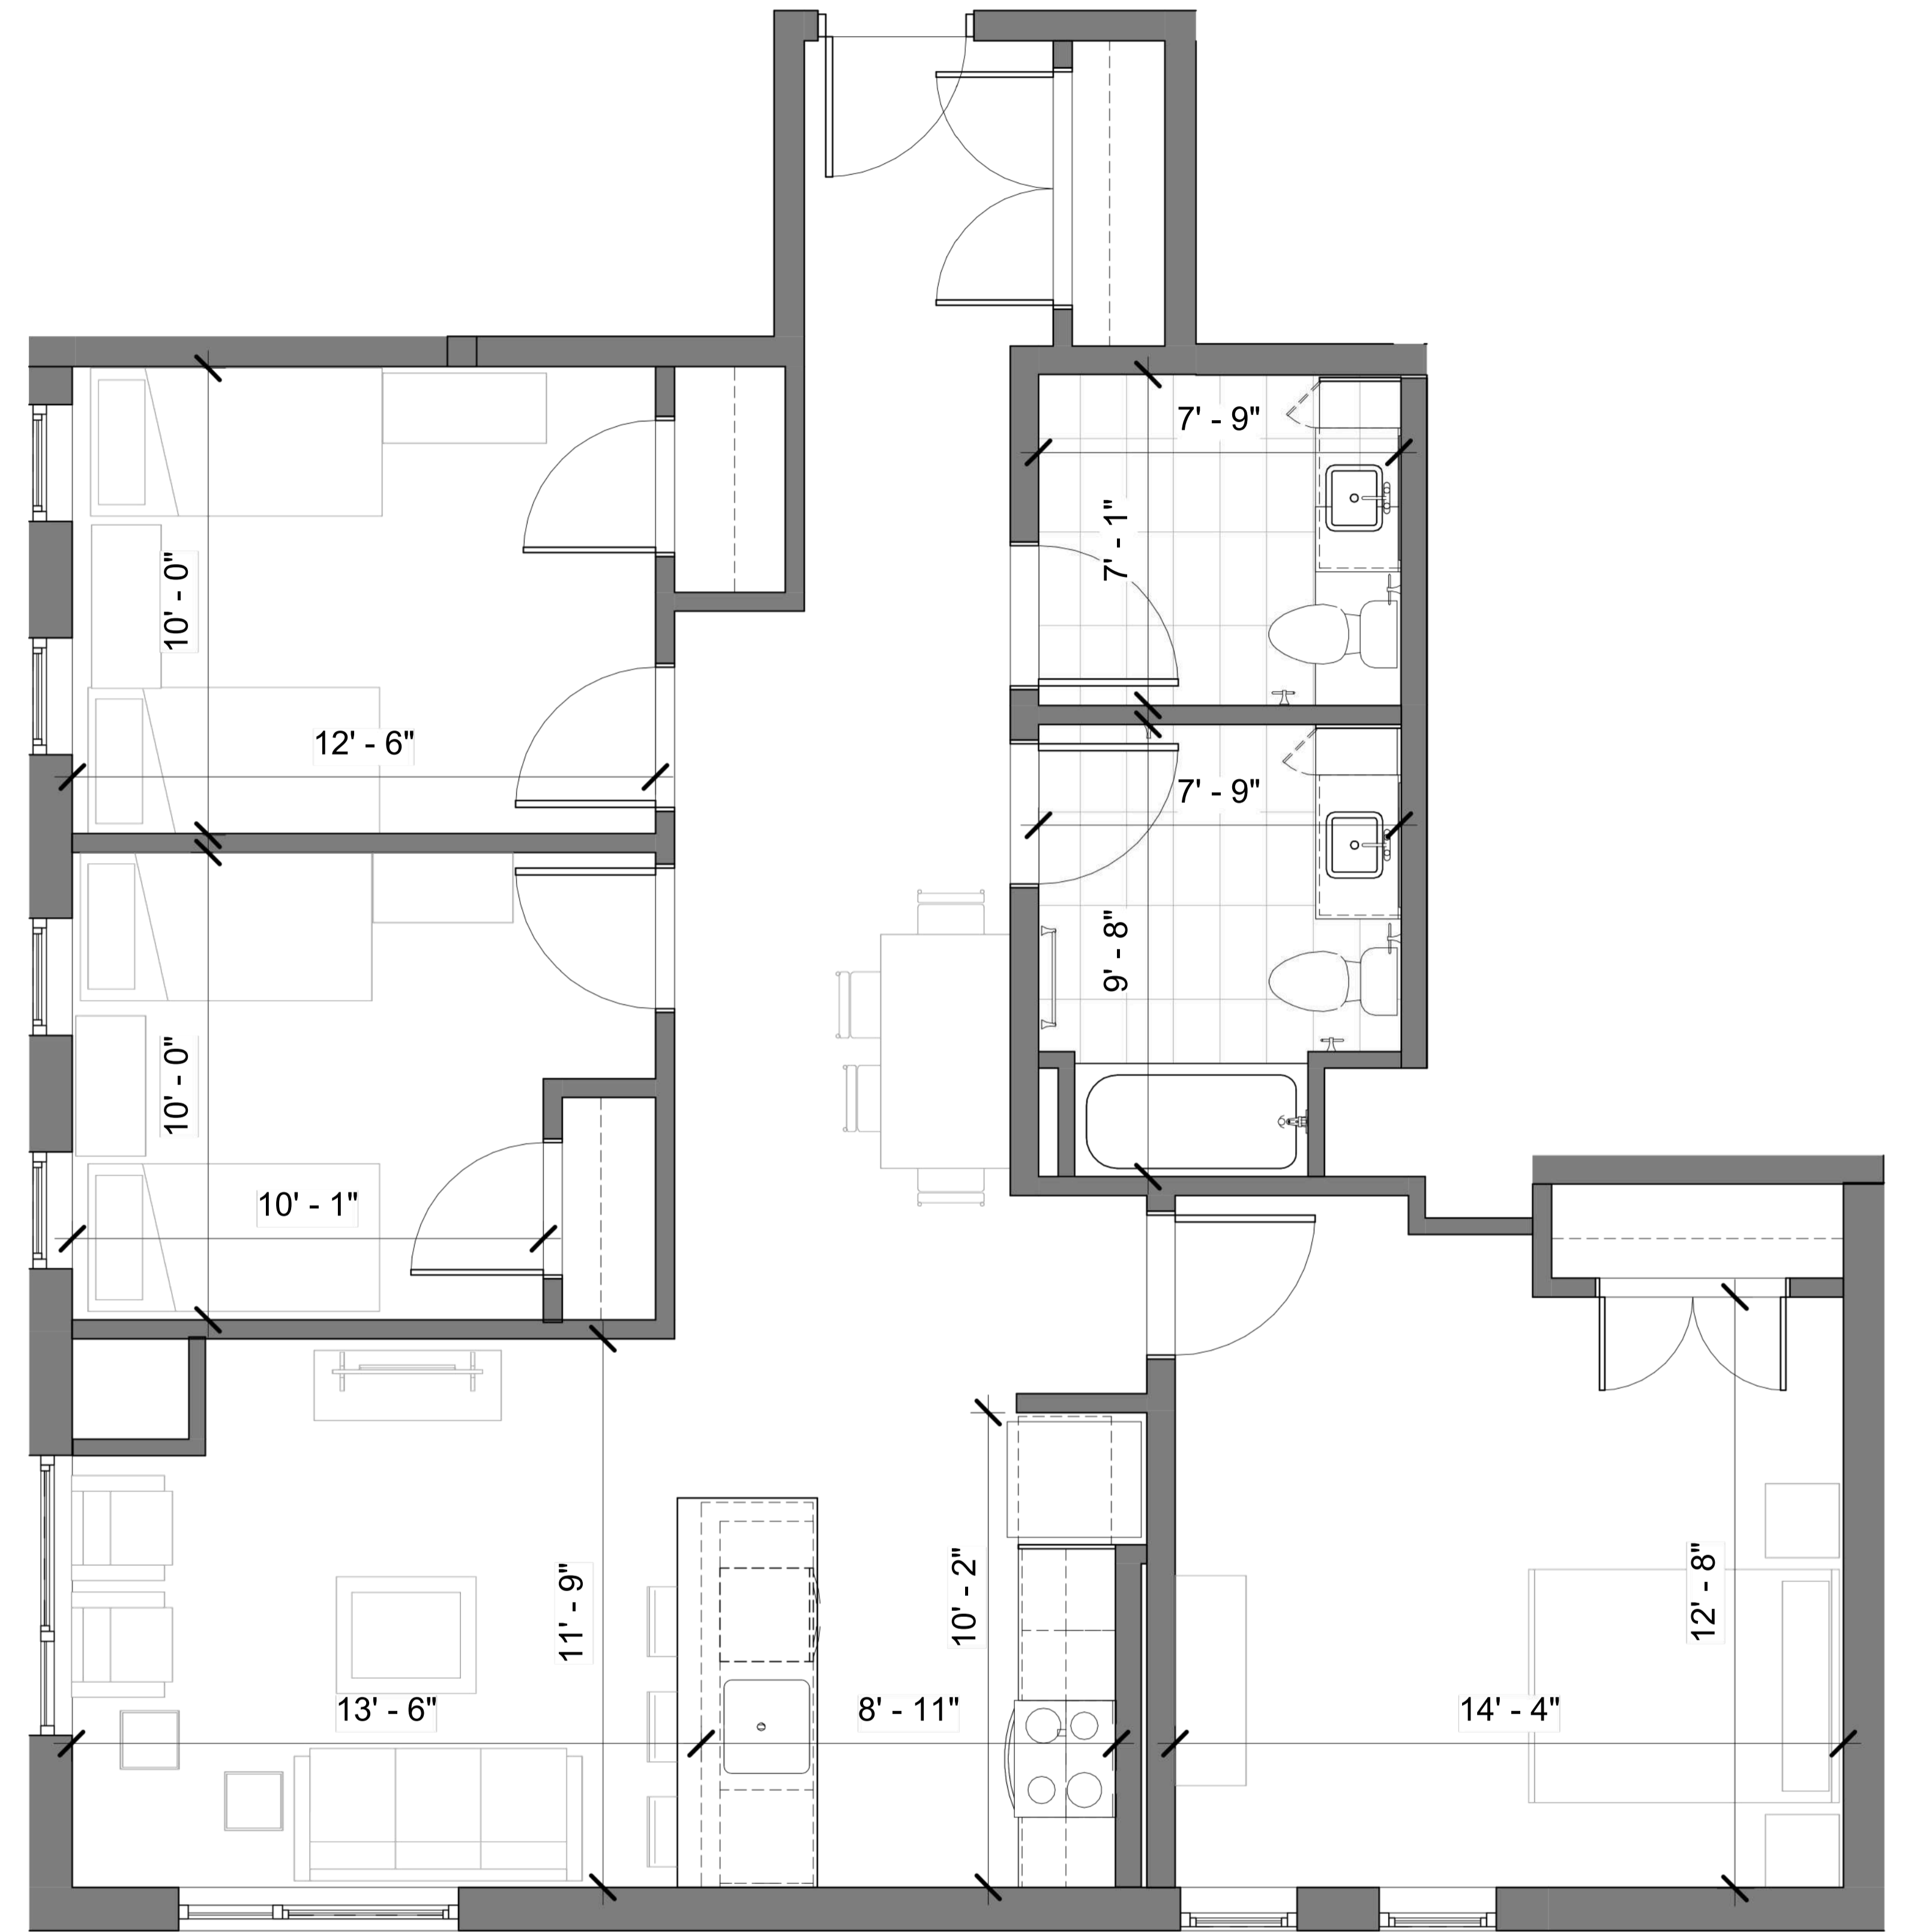 7' - 9"
7' - 1"
10' - 0"
12' - 6"
7' - 9"
9' - 8"
10' - 0"
10' - 1"
11' - 9"
10' - 2"
12' - 8"
13' - 6"
8' - 11"
14' - 4"